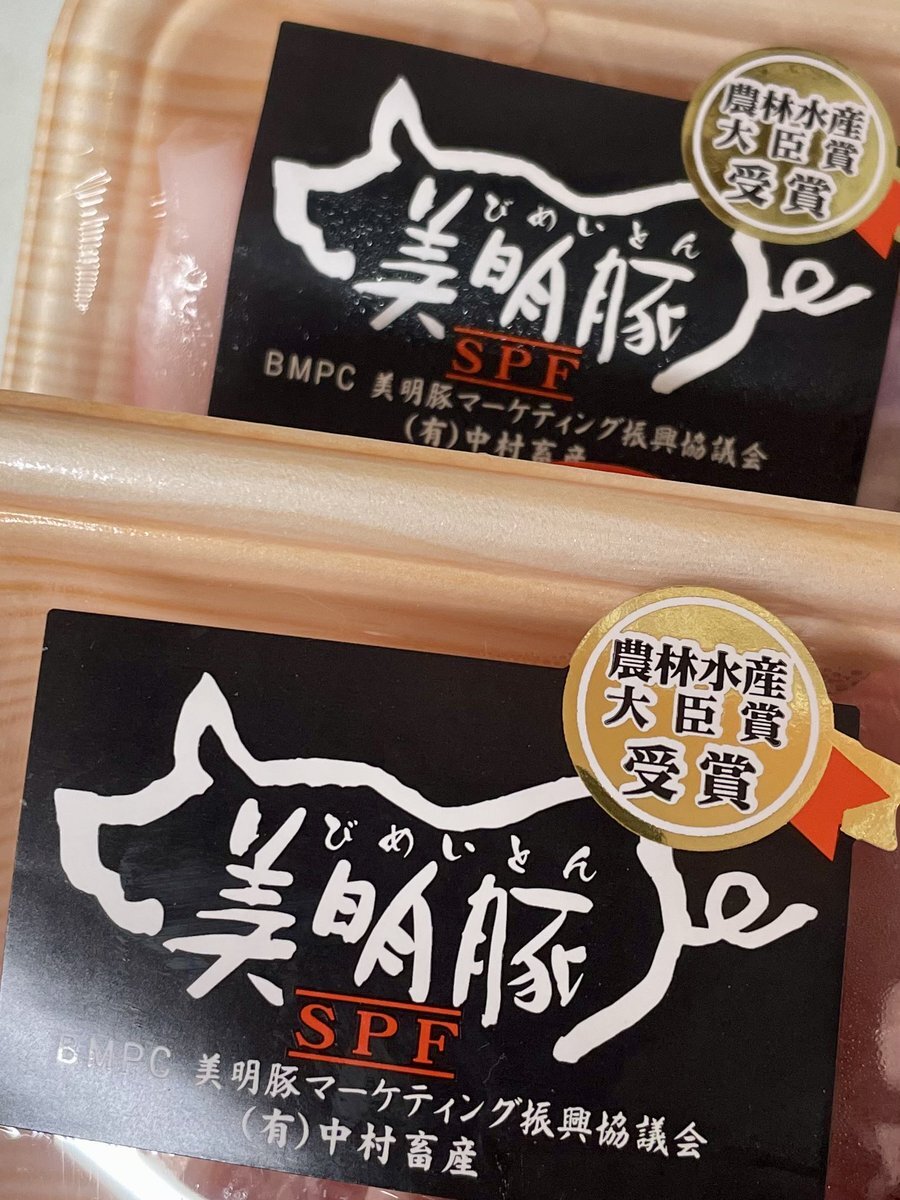 農林水産
大臣賞
受賞
びめいとん
美明豚
SPF
BMPC 美明豚マーケティング振興協議会
(有)中村畜産
農林水産
大臣賞
受賞
びめいとん
美明豚
SPF
BMPC 美明豚マーケティング振興協議会
(有)中村畜産